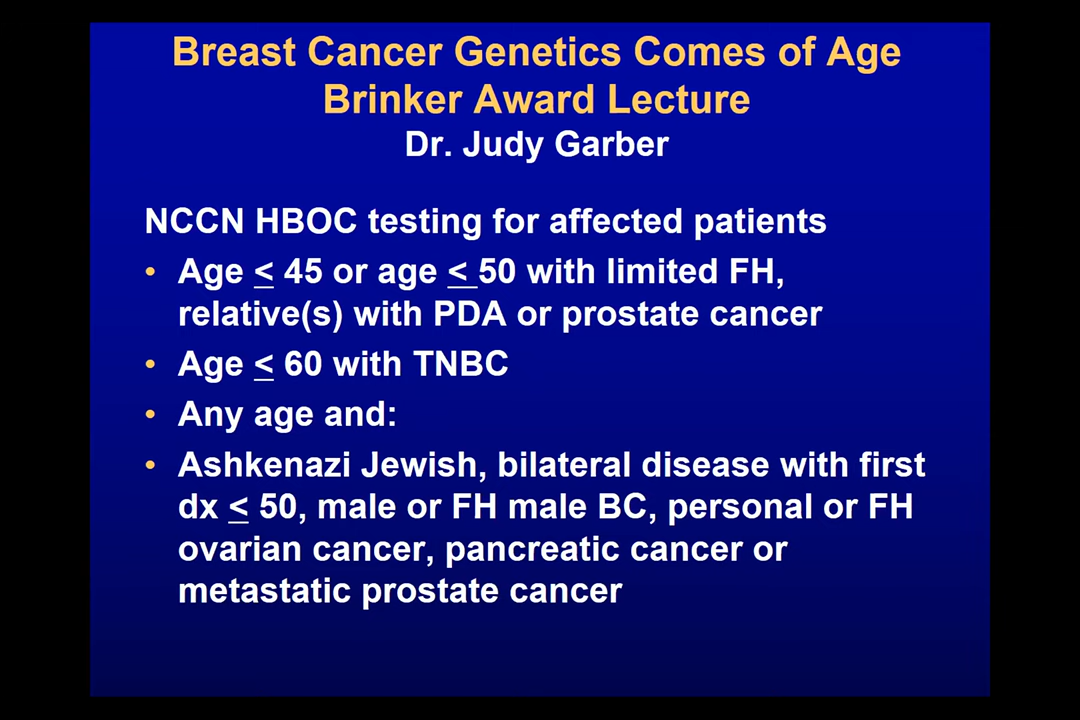 Breast Cancer Genetics Comes of Age
Brinker Award Lecture
Dr. Judy Garber
NCCN HBOC testing for affected patients
• Age ≤ 45 or age ≤ 50 with limited FH,
relative(s) with PDA or prostate cancer
• Age ≤ 60 with TNBC
• Any age and:
• Ashkenazi Jewish, bilateral disease with first
dx ≤ 50, male or FH male BC, personal or FH
ovarian cancer, pancreatic cancer or
metastatic prostate cancer